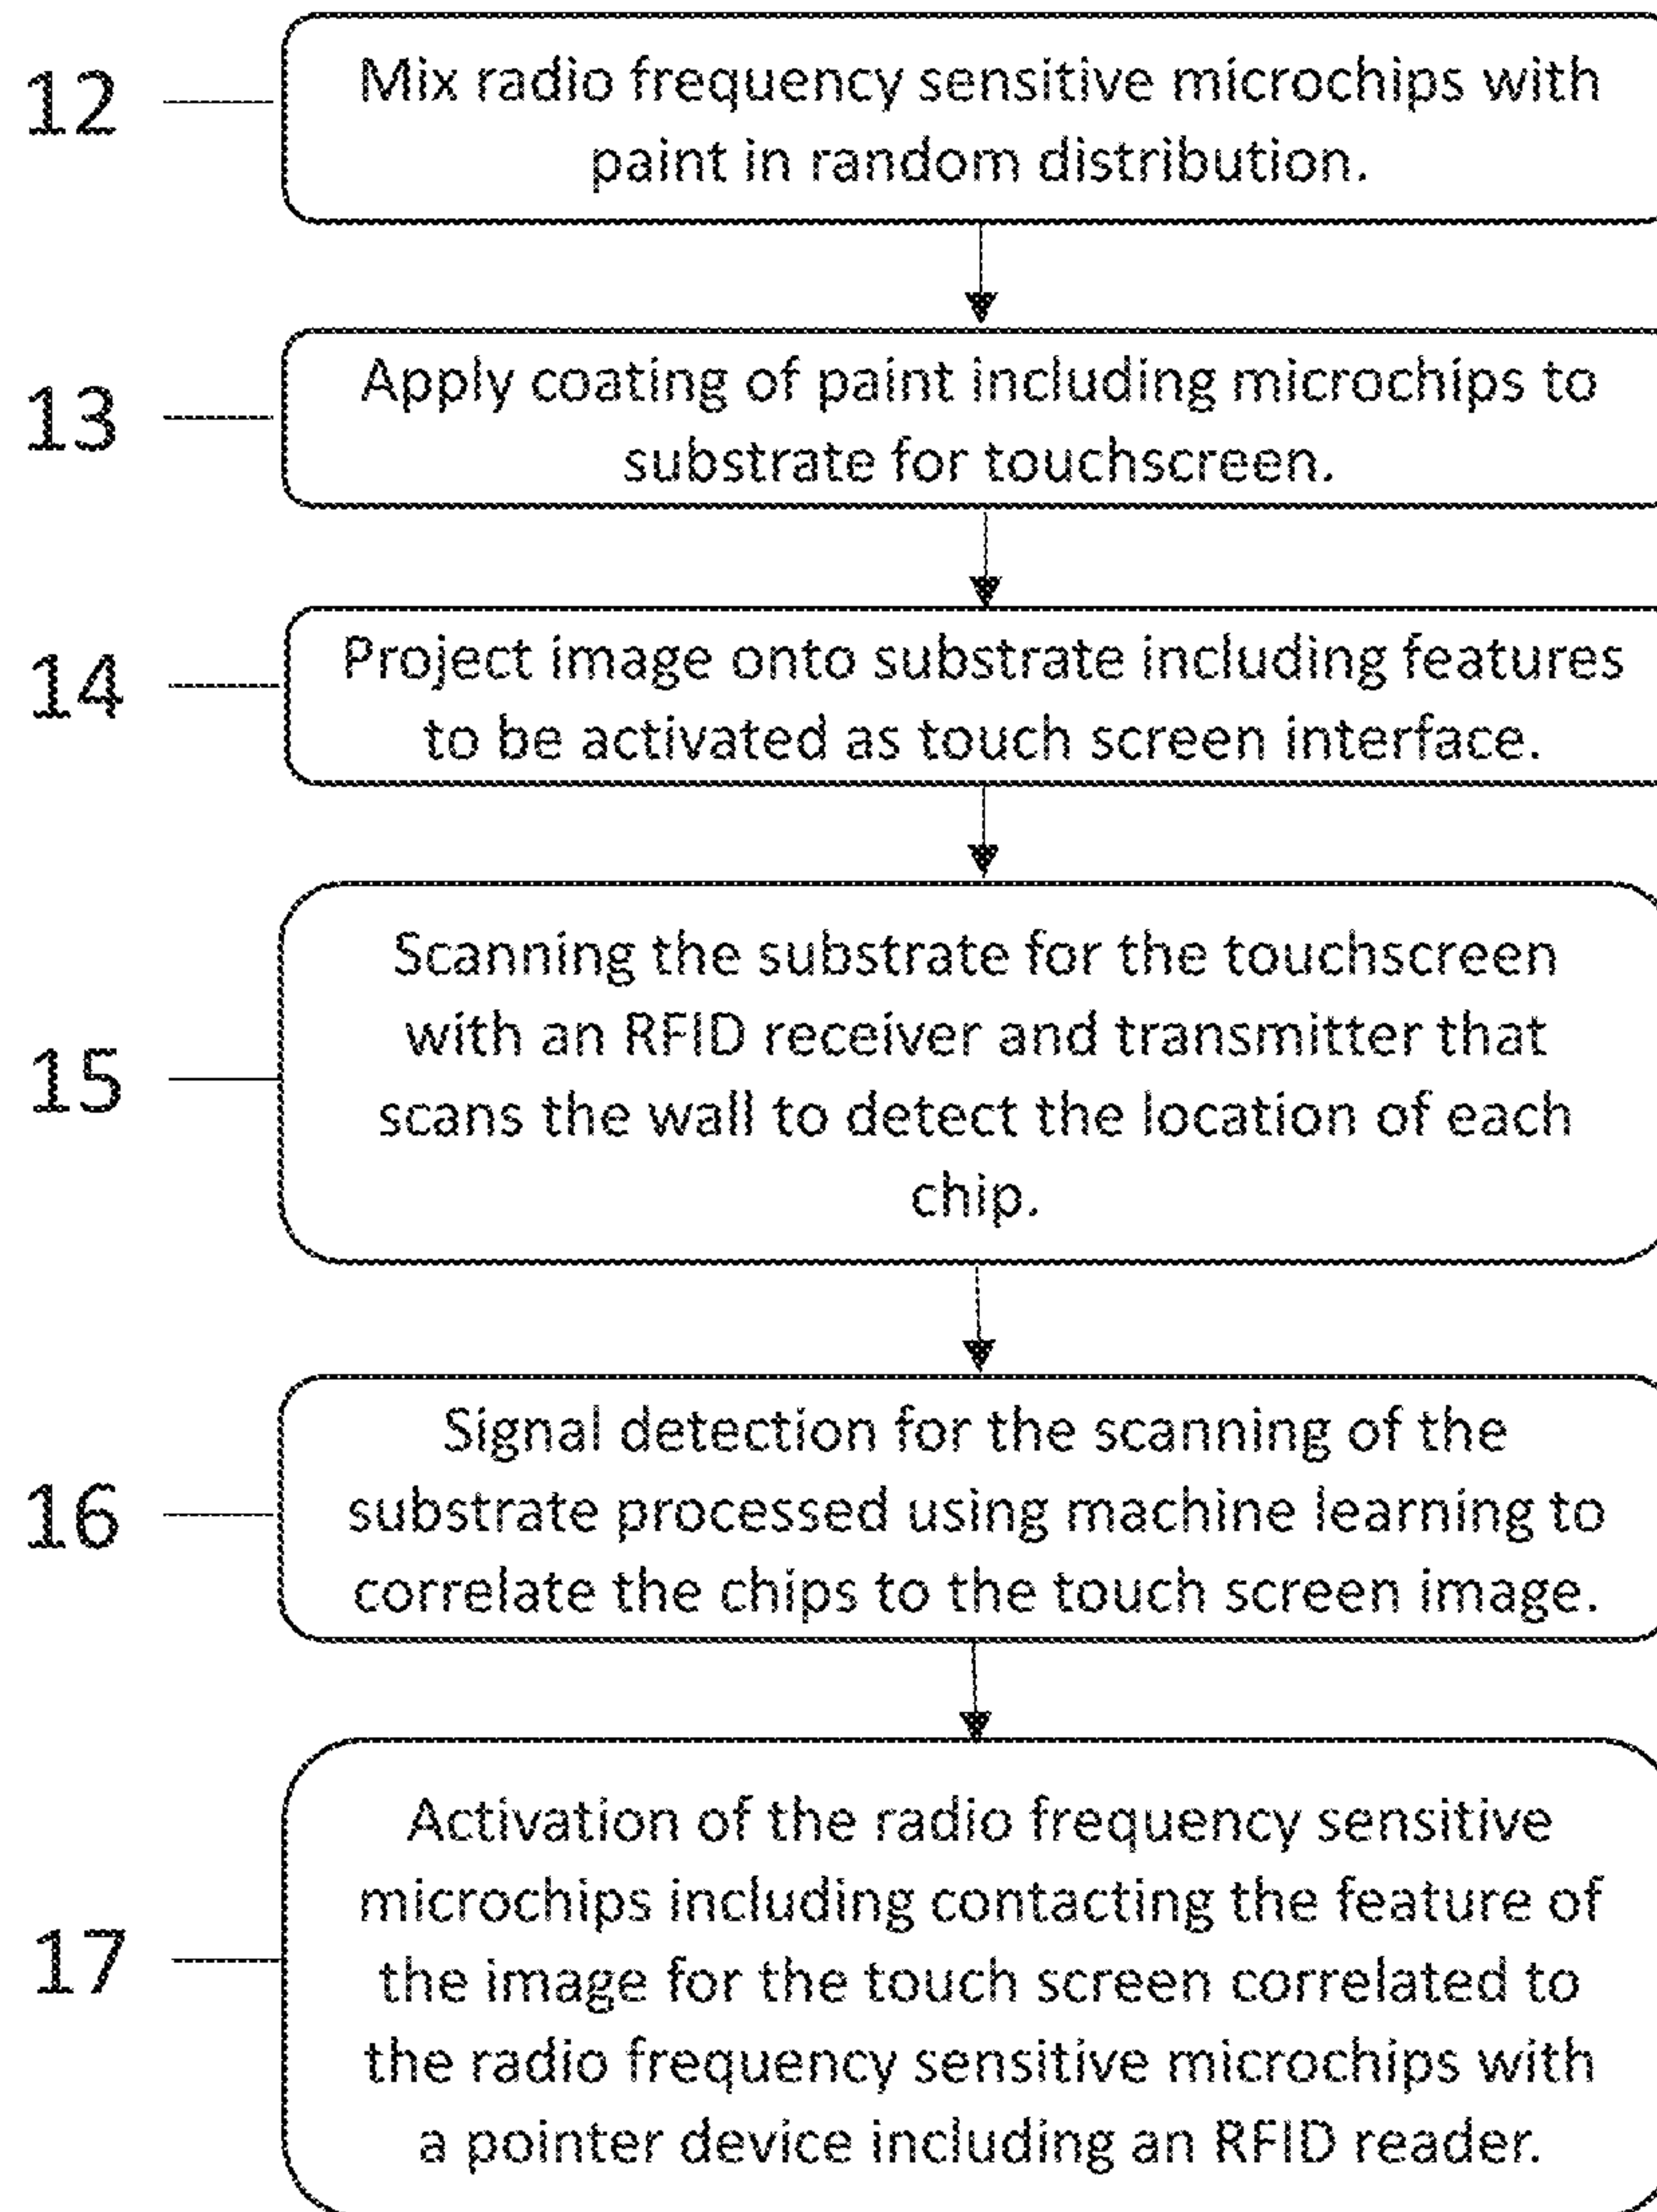 12
Mix radio frequency sensitive microchips with
paint in random distribution.
13
Apply coating of paint including microchips to
substrate for touchscreen.
14
Project image onto substrate including features
to be activated as touch screen interface.
15
Scanning the substrate for the touchscreen
with an RFID receiver and transmitter that
scans the wall to detect the location of each
chip.
16
Signal detection for the scanning of the
substrate processed using machine learning to
correlate the chips to the touch screen image.
17
Activation of the radio frequency sensitive
microchips including contacting the feature of
the image for the touch screen correlated to
the radio frequency sensitive microchips with
a pointer device including an RFID reader.